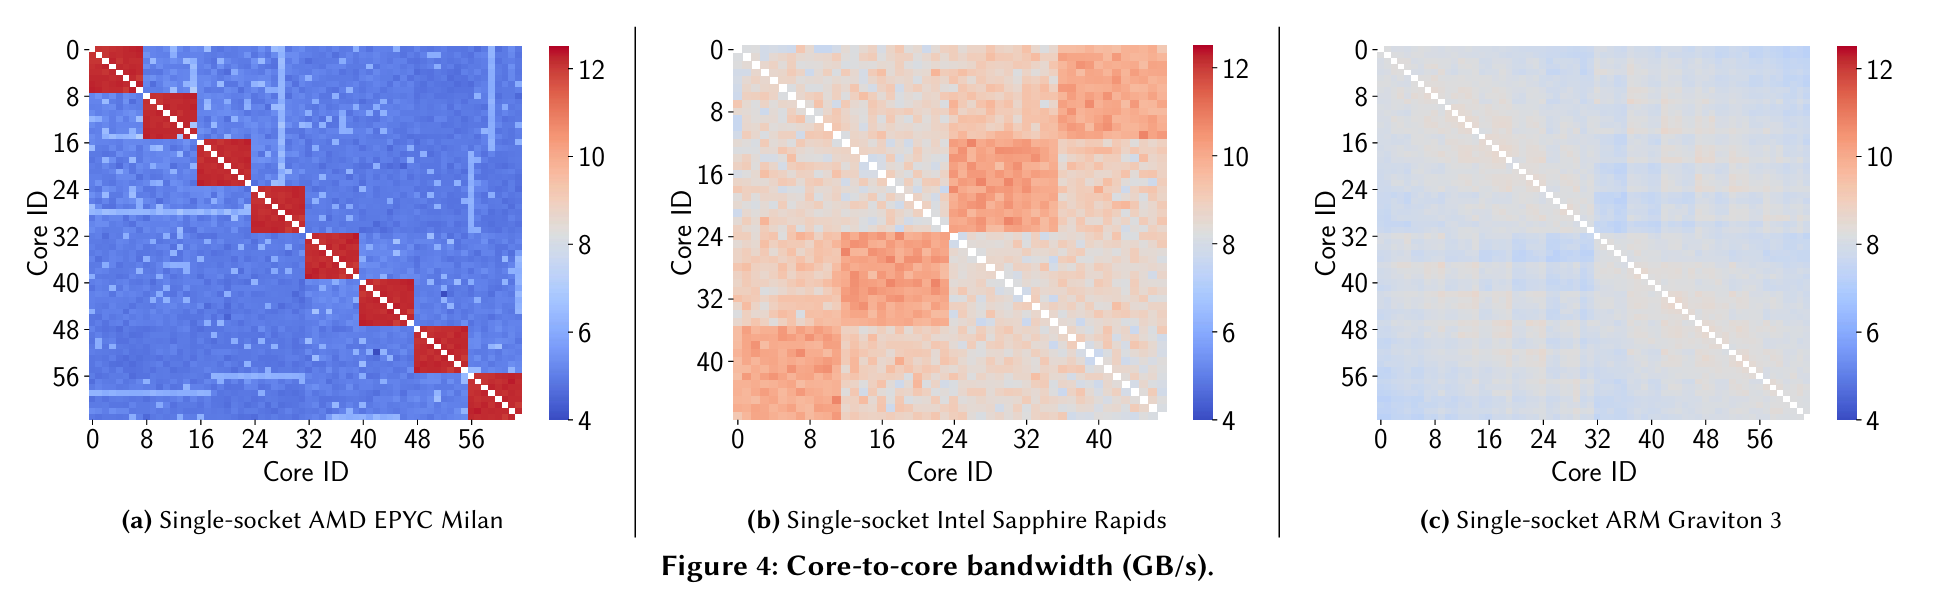 0
8
16
24
32
40
48
56
Core ID
0 8 16 24 32 40 48 56
Core ID
12
10
8
6
4
(a) Single-socket AMD EPYC Milan
0
8
16
24
32
40
Core ID
0 8 16 24 32 40
Core ID
12
10
8
6
4
(b) Single-socket Intel Sapphire Rapids
0
8
16
24
32
40
48
56
Core ID
0 8 16 24 32 40 48 56
Core ID
12
10
8
6
4
(c) Single-socket ARM Graviton 3
Figure 4: Core-to-core bandwidth (GB/s).